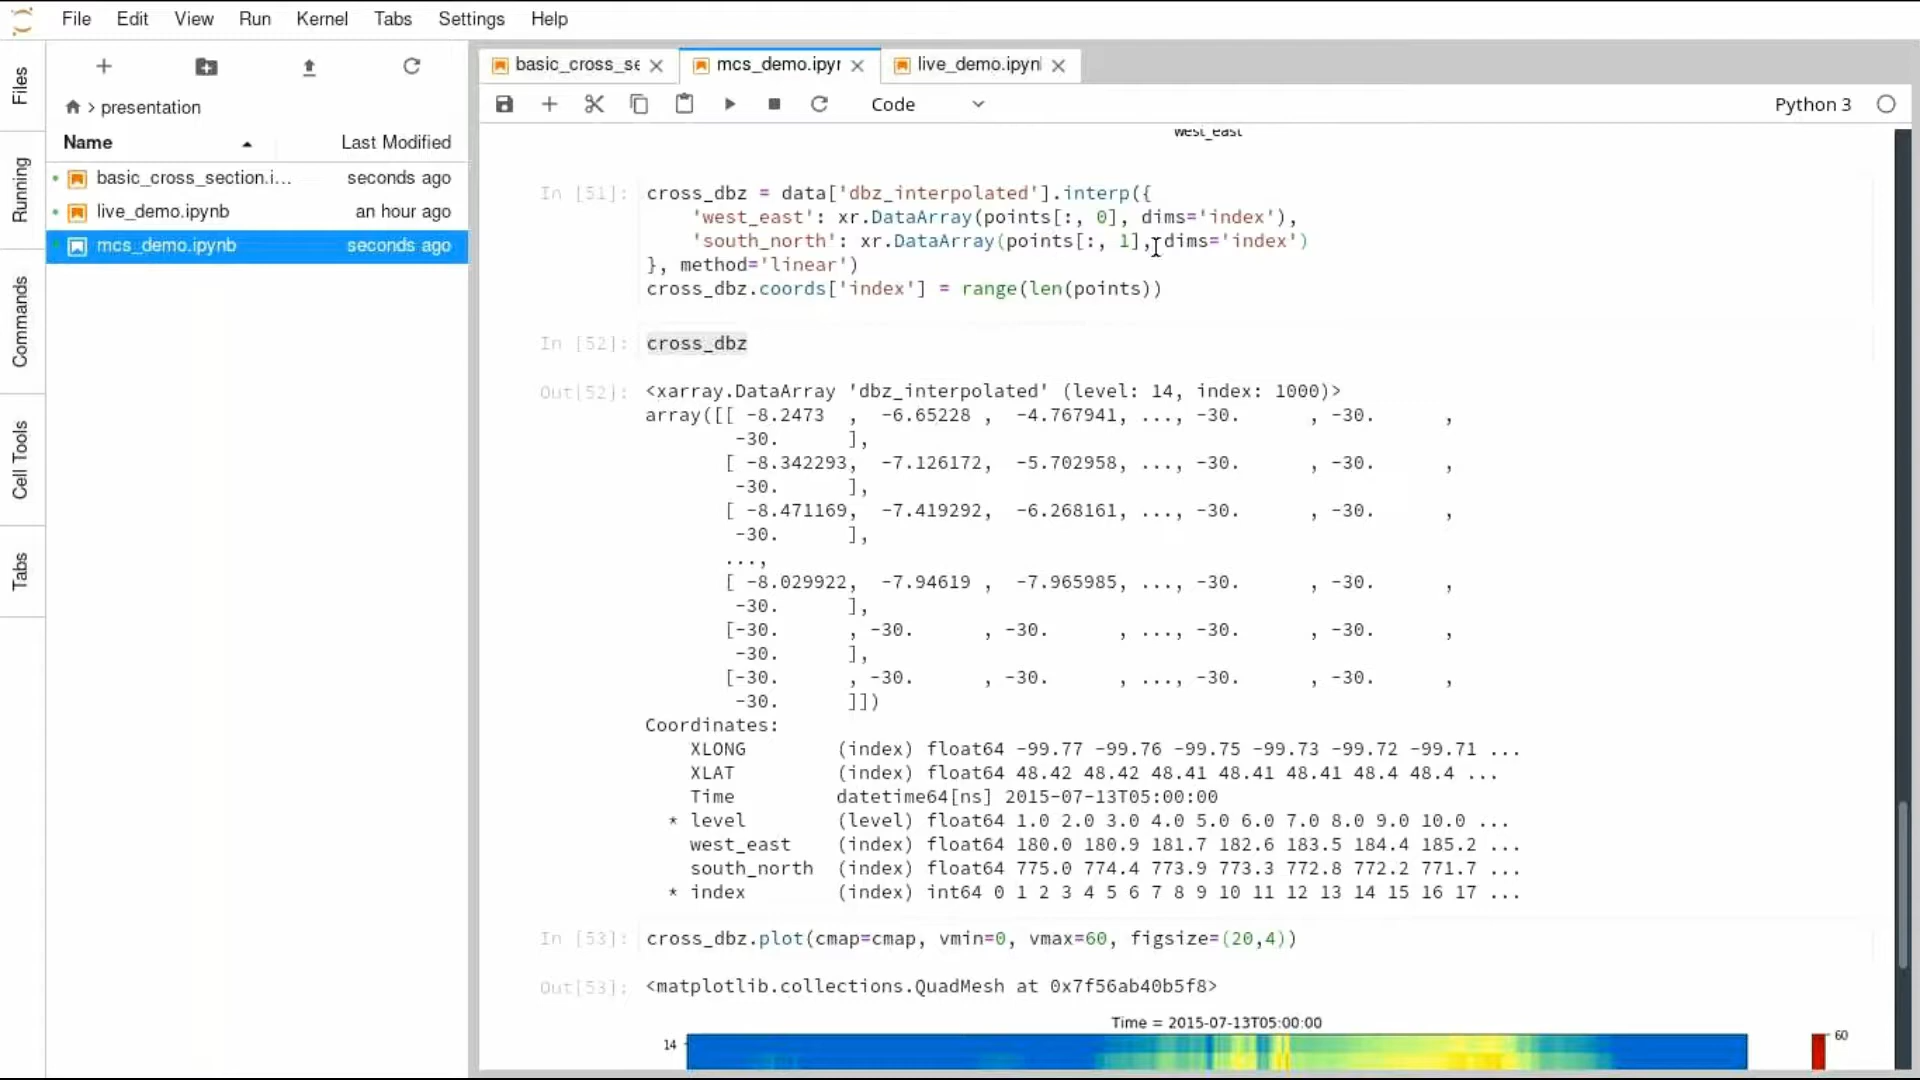 File Edit View Run Kernel Tabs Settings Help
Files
Running
Commands
Cell Tools
Tabs
> presentation
Name Last Modified
basic_cross_section.i... seconds ago
live_demo.ipynb an hour ago
mcs_demo.ipynb seconds ago
basic_cross_se mcs_demo.ipyr live_demo.ipynl
Code Python 3
west_east
In [51]: cross_dbz = data['dbz_interpolated'].interp({
'west_east': xr.DataArray(points[:, 0], dims='index'),
'south_north': xr.DataArray(points[:, 1], dims='index')
}, method='linear')
cross_dbz.coords['index'] = range(len(points))
In [52]: cross_dbz
Out[52]: <xarray.DataArray 'dbz_interpolated' (level: 14, index: 1000)>
array([[ -8.2473 , -6.65228 , -4.767941, ..., -30. , -30. ,
-30. ],
[ -8.342293, -7.126172, -5.702958, ..., -30. , -30. ,
-30. ],
[ -8.471169, -7.419292, -6.268161, ..., -30. , -30. ,
-30. ],
...,
[ -8.029922, -7.94619 , -7.965985, ..., -30. , -30. ,
-30. ],
[-30. , -30. , -30. , ..., -30. , -30. ,
-30. ],
[-30. , -30. , -30. , ..., -30. , -30. ,
-30. ]])
Coordinates:
XLONG (index) float64 -99.77 -99.76 -99.75 -99.73 -99.72 -99.71 ...
XLAT (index) float64 48.42 48.42 48.41 48.41 48.41 48.4 48.4 ...
Time datetime64[ns] 2015-07-13T05:00:00
* level (level) float64 1.0 2.0 3.0 4.0 5.0 6.0 7.0 8.0 9.0 10.0 ...
west_east (index) float64 180.0 180.9 181.7 182.6 183.5 184.4 185.2 ...
south_north (index) float64 775.0 774.4 773.9 773.3 772.8 772.2 771.7 ...
* index (index) int64 0 1 2 3 4 5 6 7 8 9 10 11 12 13 14 15 16 17 ...
In [53]: cross_dbz.plot(cmap=cmap, vmin=0, vmax=60, figsize=(20,4))
Out[53]: <matplotlib.collections.QuadMesh at 0x7f56ab40b5f8>
Time = 2015-07-13T05:00:00
14
60